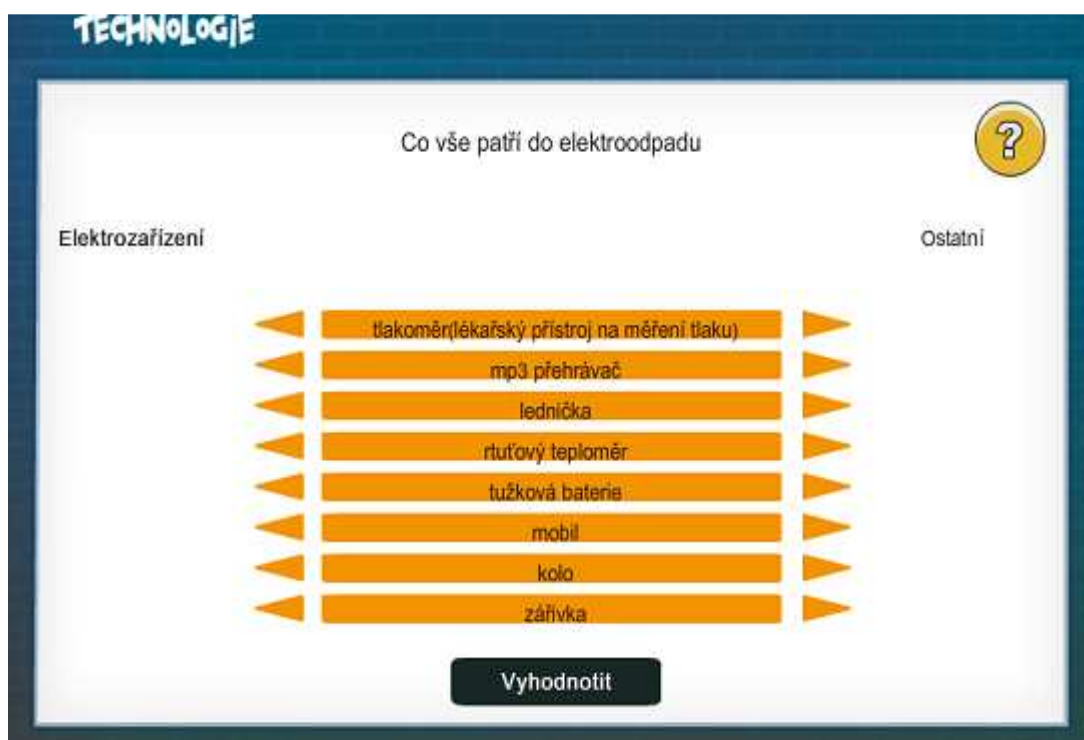 TECHNOLOGIE
Co vše patří do elektroodpadu
?
Elektrozařízení
Ostatní
tlakoměr(lékařský přístroj na měření tlaku)
mp3 přehrávač
lednička
rtuťový teploměr
tužková baterie
mobil
kolo
zářivka
Vyhodnotit